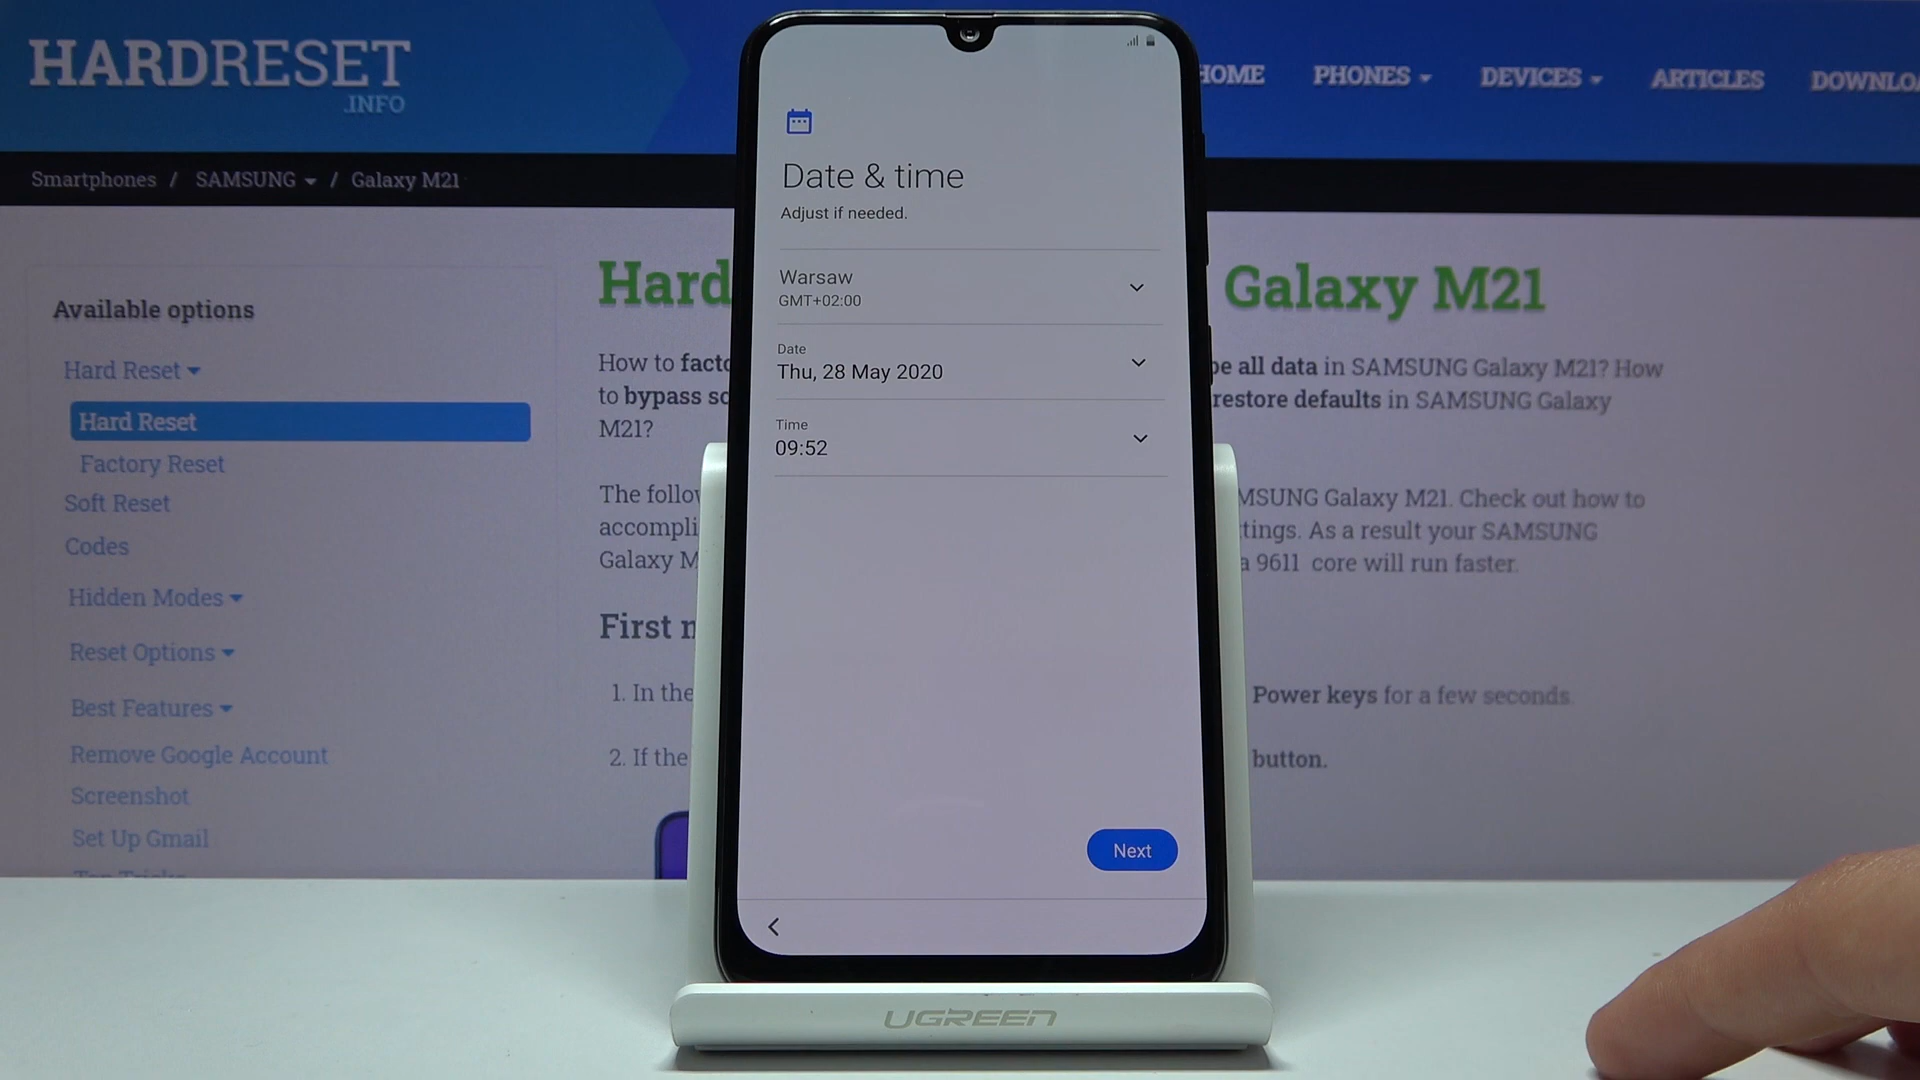 HARDRESET
.INFO
HOME
PHONES
DEVICES
ARTICLES
Smartphones / SAMSUNG / Galaxy M21
Available options
Hard Reset
Hard Reset
Factory Reset
Soft Reset
Codes
Hidden Modes
Reset Options
Best Features
Remove Google Account
Screenshot
Set Up Gmail
Hard
Galaxy M21
How to
all data in SAMSUNG Galaxy M21? How
to bypass
restore defaults in SAMSUNG Galaxy
M21?
The
Galaxy M21. Check out how to
As a result your SAMSUNG
Galaxy
9611 core will run faster.
First
1. In the
Power keys for a few seconds.
2. If the
button.
Date & time
Adjust if needed.
Warsaw
GMT+02:00
Date
Thu, 28 May 2020
Time
09:52
Next
UGREEN